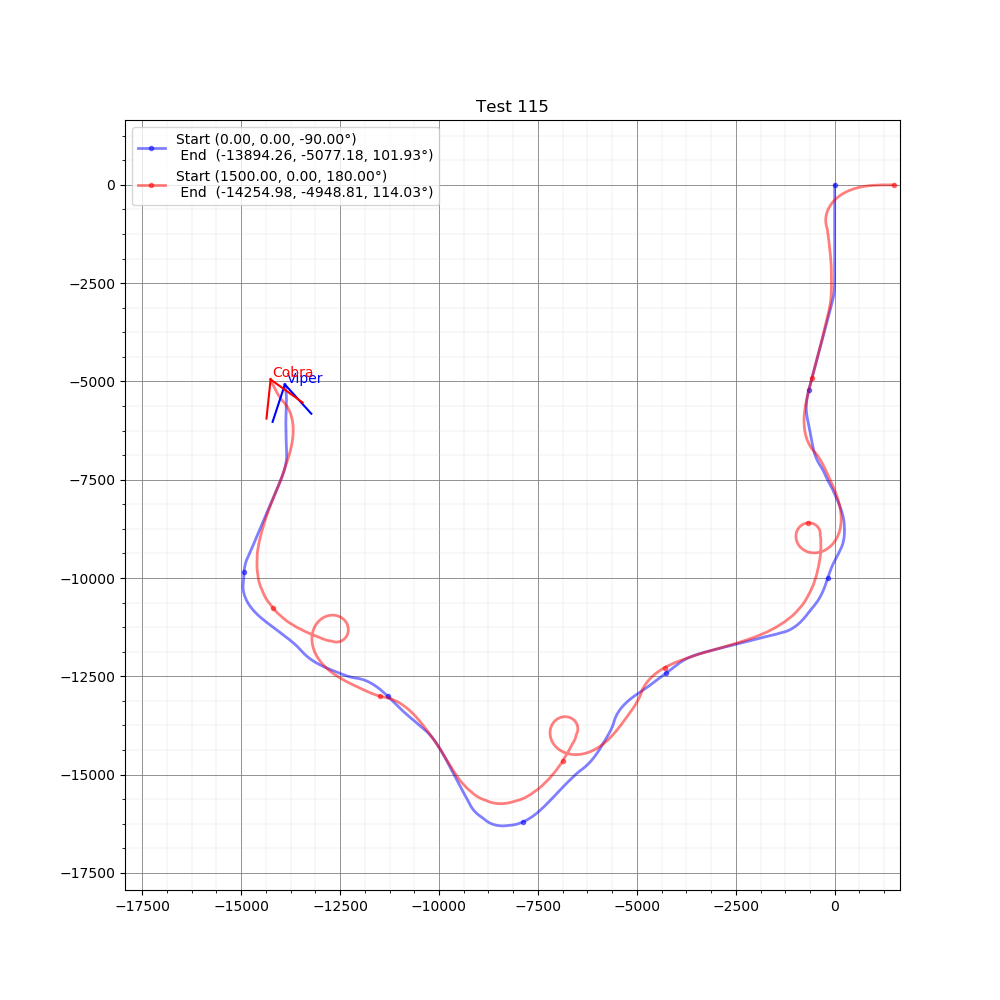 Test 115
Start (0.00, 0.00, -90.00°)
End  (-13894.26, -5077.18, 101.93°)
Start (1500.00, 0.00, 180.00°)
End  (-14254.98, -4948.81, 114.03°)
0
−2500
−5000
−7500
−10000
−12500
−15000
−17500
Cobra
Viper
−17500 −15000 −12500 −10000 −7500 −5000 −2500 0